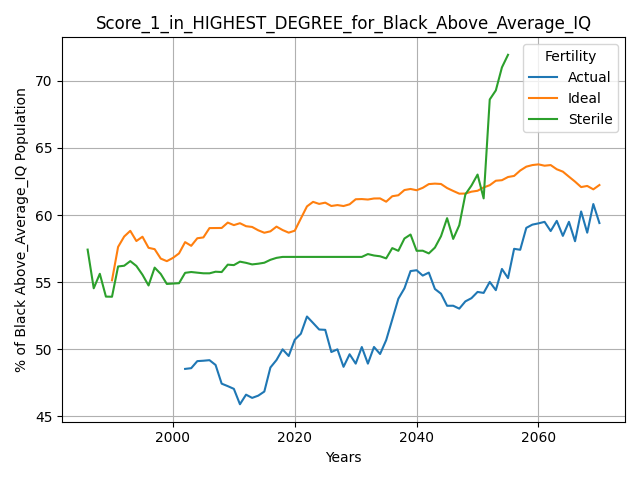 Score_1_in_HIGHEST_DEGREE_for_Black_Above_Average_IQ
% of Black Above_Average_IQ Population
70
65
60
55
50
45
Fertility
Actual
Ideal
Sterile
2000
2020
2040
2060
Years